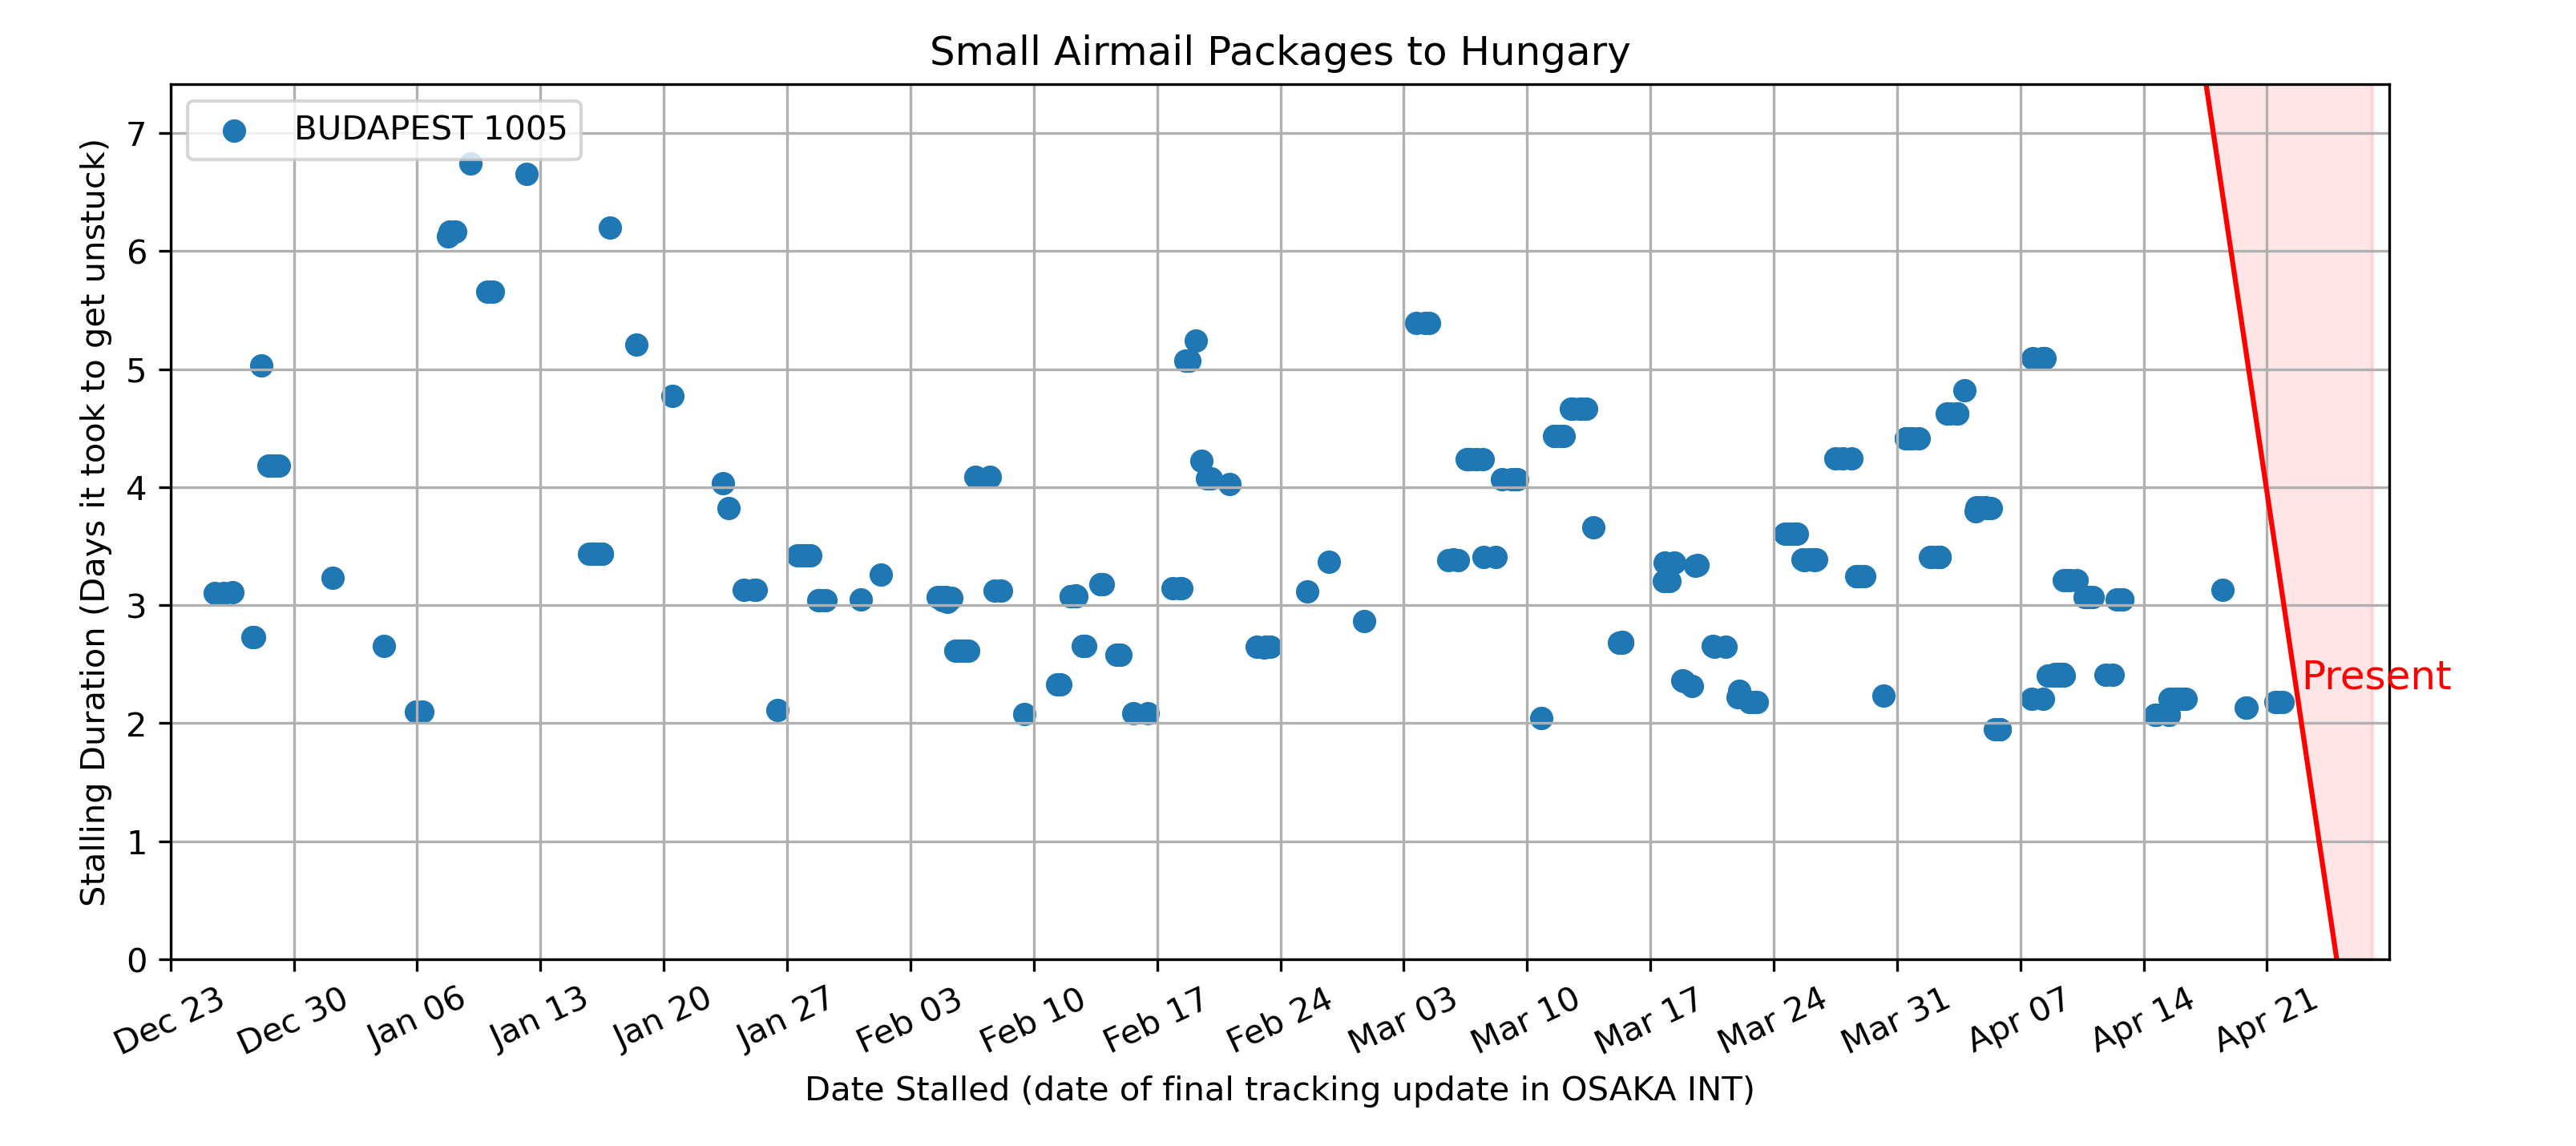 Small Airmail Packages to Hungary
BUDAPEST 1005
Stalling Duration (Days it took to get unstuck)
7
6
5
4
3
2
1
0
Present
Dec 23
Dec 30
Jan 06
Jan 13
Jan 20
Jan 27
Feb 03
Feb 10
Feb 17
Feb 24
Mar 03
Mar 10
Mar 17
Mar 24
Mar 31
Apr 07
Apr 14
Apr 21
Date Stalled (date of final tracking update in OSAKA INT)